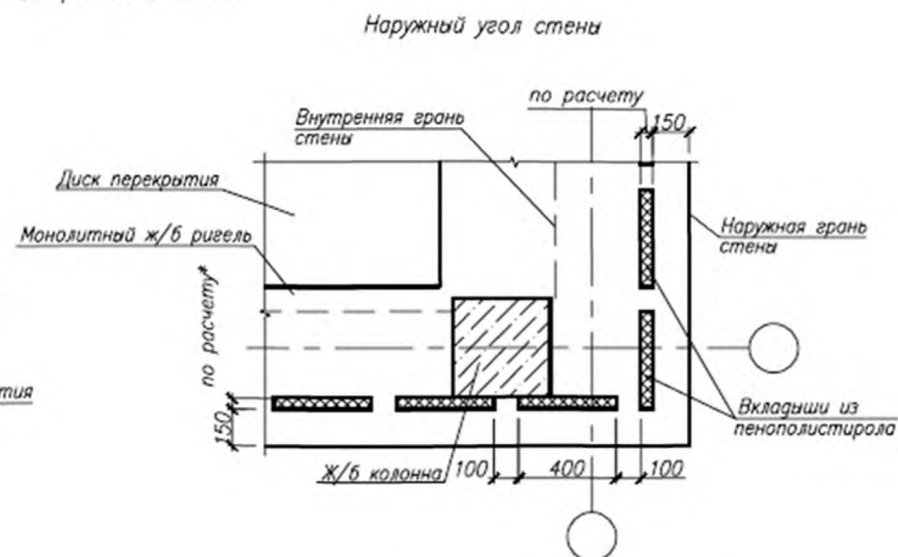 Наружный угол стены
по расчету
150
Внутренняя грань
стены
Диск перекрытия
Монолитный ж/б ригель
Наружная грань
стены
по расчету*
150
Вкладыши из
пенополистирола
Ж/б колонна
100
400
100